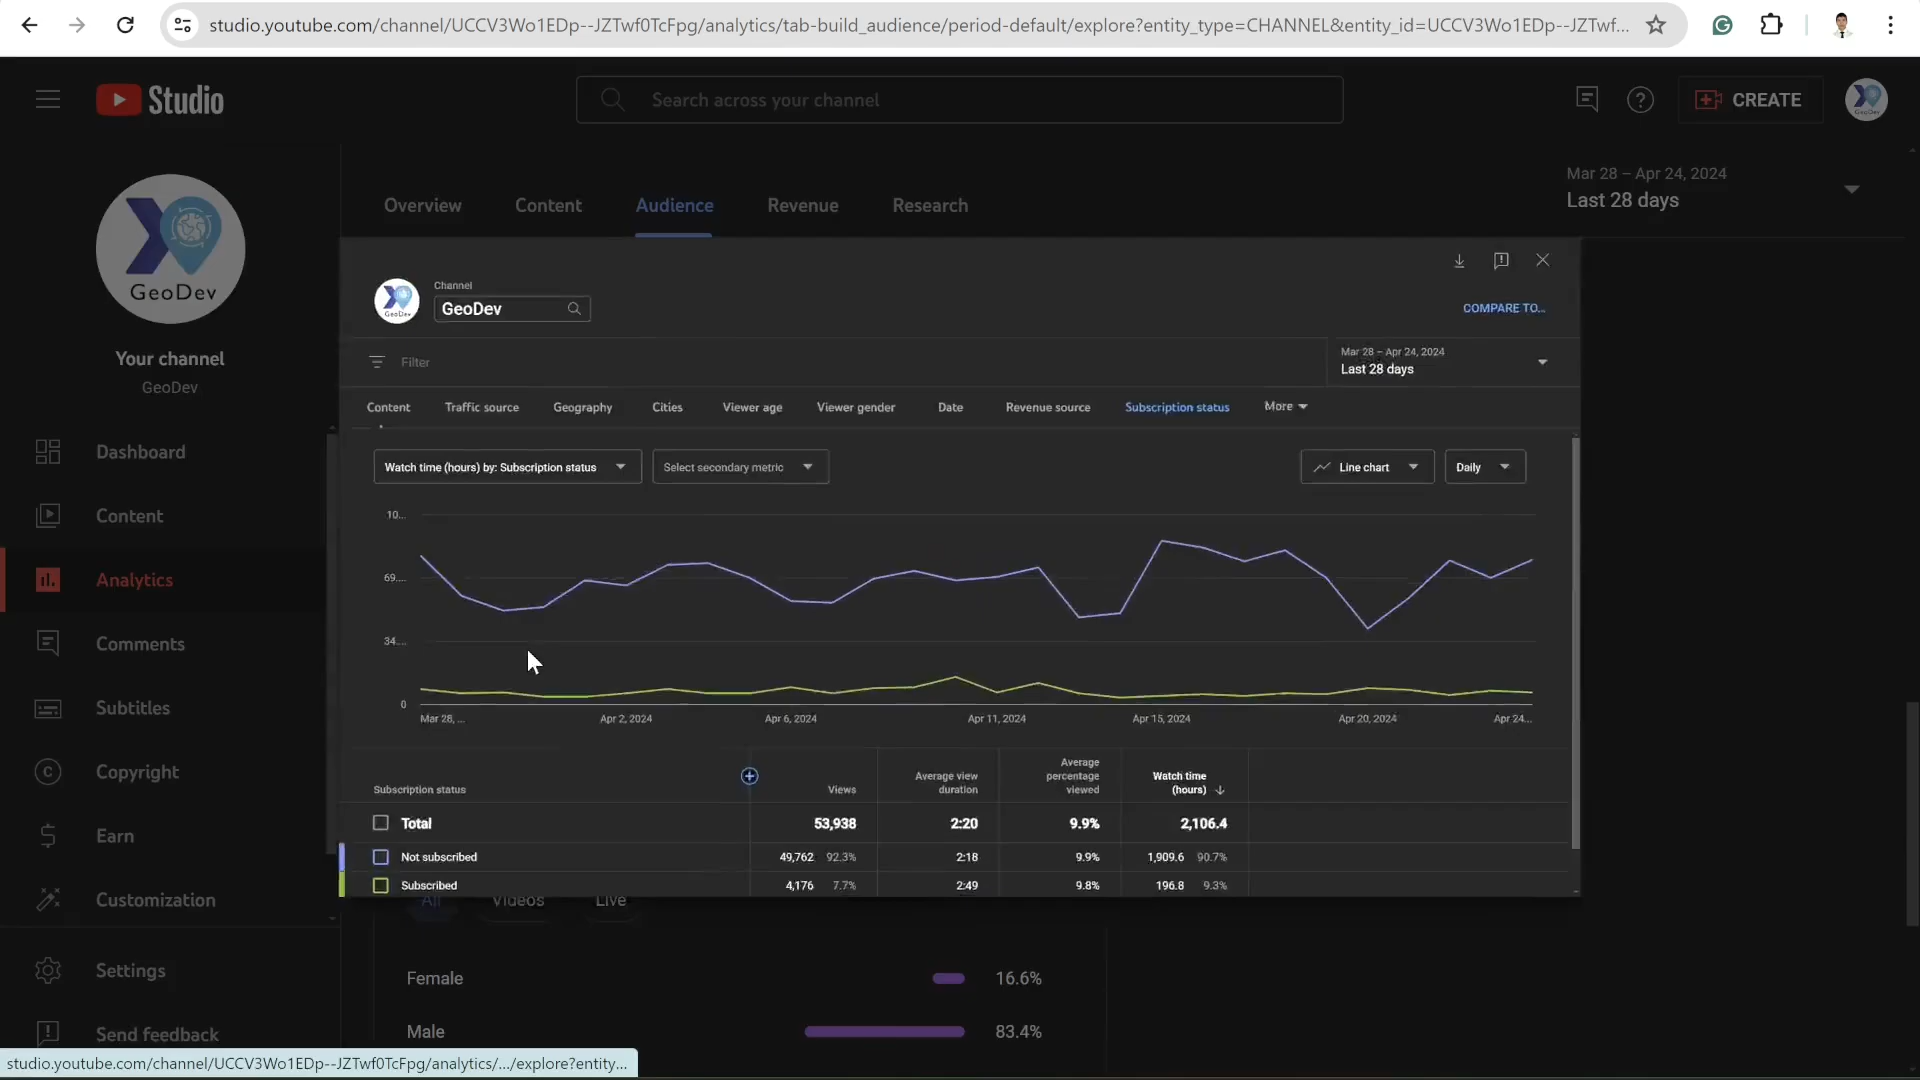 studio.youtube.com/channel/UCCV3Wo1EDp--JZTwf0TcFpg/analytics/tab-build_audience/period-default/explore?entity_type=CHANNEL&entity_id=UCCV3Wo1EDp--JZTwf...
Studio
Search across your channel
CREATE
GeoDev
Your channel
GeoDev
Dashboard
Content
Analytics
Comments
Subtitles
Copyright
Earn
Customization
Settings
Send feedback
Overview Content Audience Revenue Research
Mar 28 – Apr 24, 2024
Last 28 days
Channel
GeoDev
COMPARE TO...
Filter
Mar 28 – Apr 24, 2024
Last 28 days
Content Traffic source Geography Cities Viewer age Viewer gender Date Revenue source Subscription status More
Watch time (hours) by: Subscription status Select secondary metric Line chart Daily
10...
69....
34....
0
Mar 28, ... Apr 2, 2024 Apr 6, 2024 Apr 11, 2024 Apr 15, 2024 Apr 20, 2024 Apr 24...
Subscription status Views Average view duration Average percentage viewed Watch time (hours)
Total 53,938 2:20 9.9% 2,106.4
Not subscribed 49,762 92.3% 2:18 9.9% 1,909.6 90.7%
Subscribed 4,176 7.7% 2:49 9.8% 196.8 9.3%
All Videos Live
Female 16.6%
Male 83.4%
studio.youtube.com/channel/UCCV3Wo1EDp--JZTwf0TcFpg/analytics/.../explore?entity...